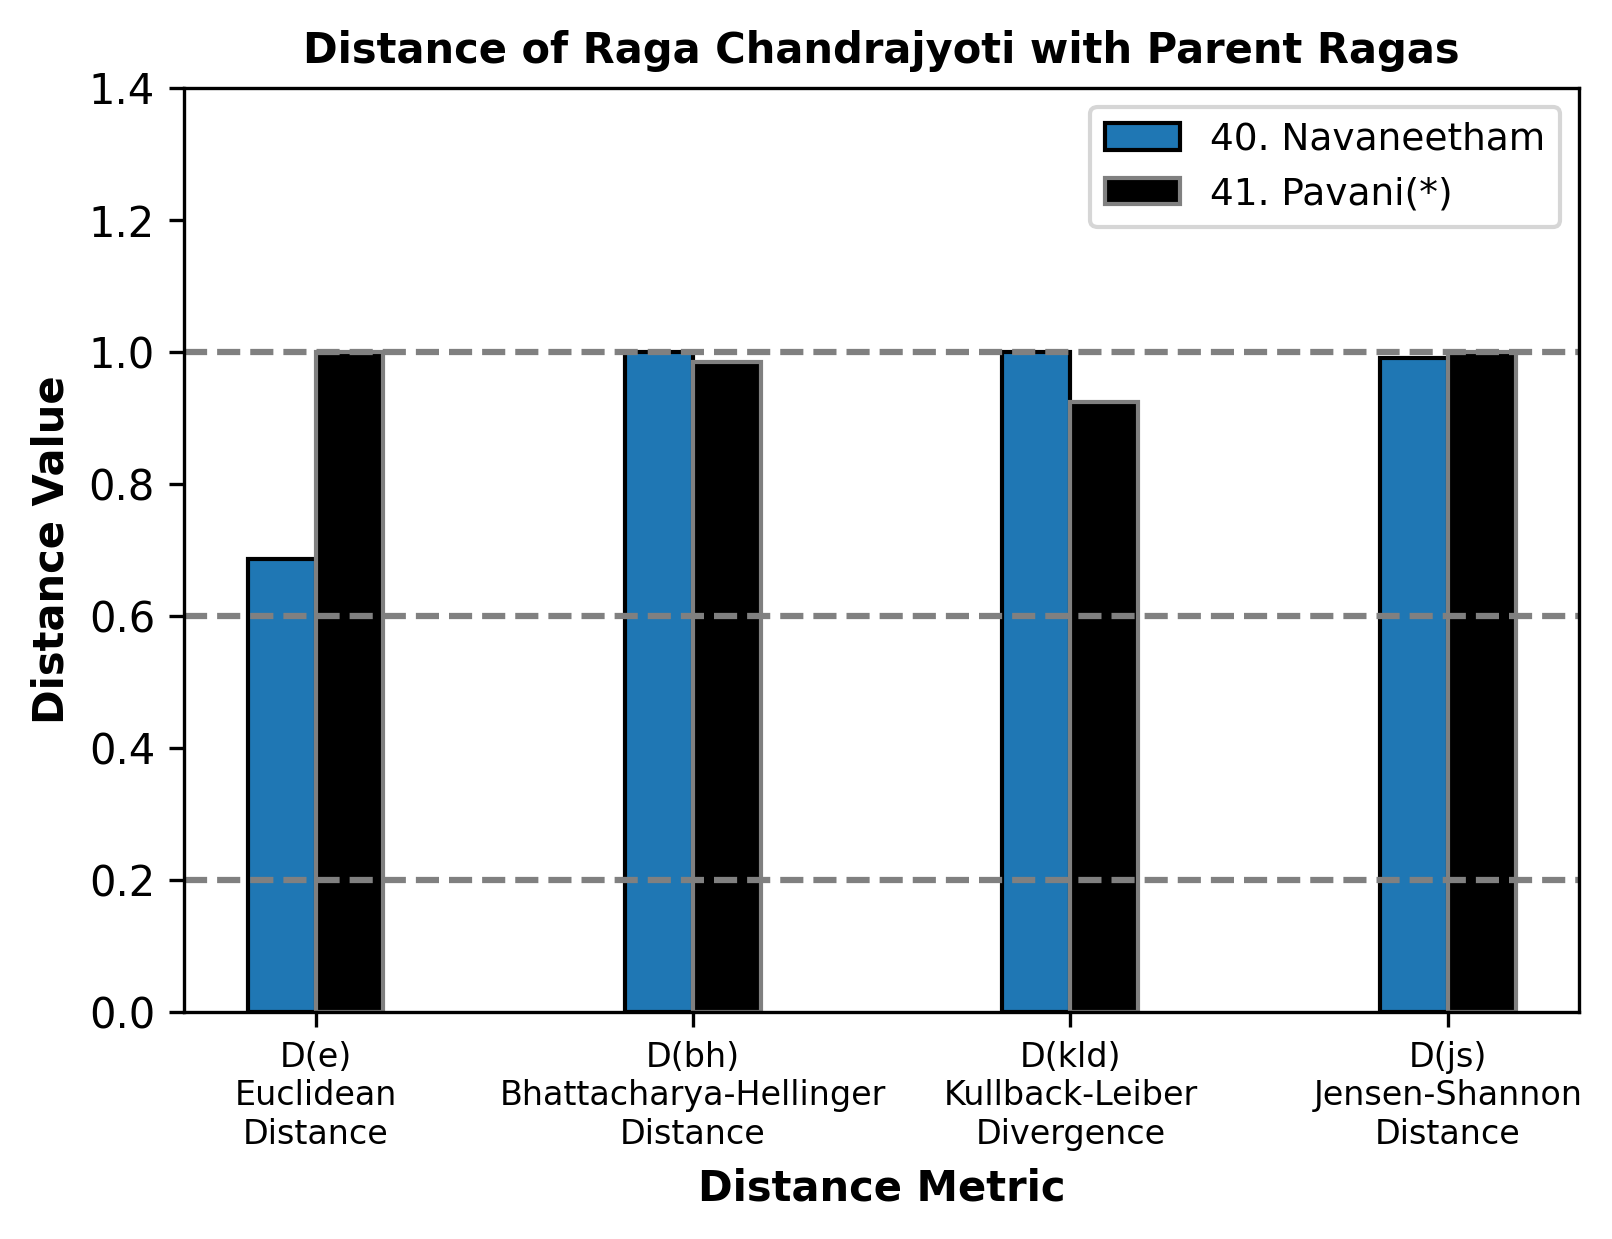 Distance of Raga Chandrajyoti with Parent Ragas
40. Navaneetham
41. Pavani(*)
Distance Value
1.4
1.2
1.0
0.8
0.6
0.4
0.2
0.0
D(e)
Euclidean
Distance
D(bh)
Bhattacharya-Hellinger
Distance
D(kld)
Kullback-Leiber
Divergence
D(js)
Jensen-Shannon
Distance
Distance Metric